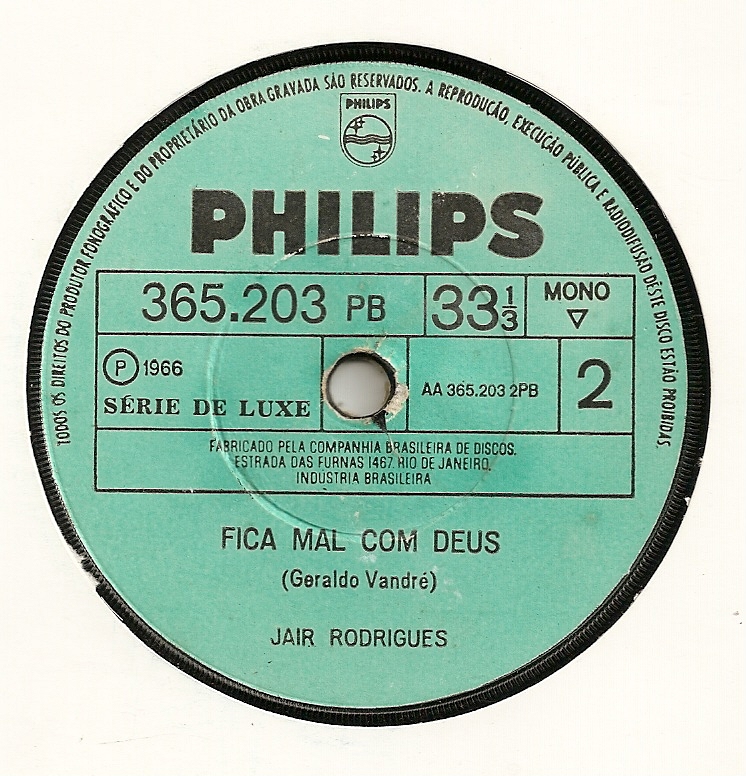 TODOS OS DIREITOS DO PRODUTOR FONOGRÁFICO E DO PROPRIETÁRIO DA OBRA GRAVADA SÃO RESERVADOS. A REPRODUÇÃO, EXECUÇÃO PÚBLICA E RADIODIFUSÃO DÊSTE DISCO ESTÃO PROIBIDAS
PHILIPS
PHILIPS
365.203 PB
33 1/3
MONO
▽
Ⓟ 1966
SÉRIE DE LUXE
AA 365.203 2PB
2
FABRICADO PELA COMPANHIA BRASILEIRA DE DISCOS.
ESTRADA DAS FURNAS 1467. RIO DE JANEIRO.
INDÚSTRIA BRASILEIRA
FICA MAL COM DEUS
(Geraldo Vandré)
JAIR RODRIGUES